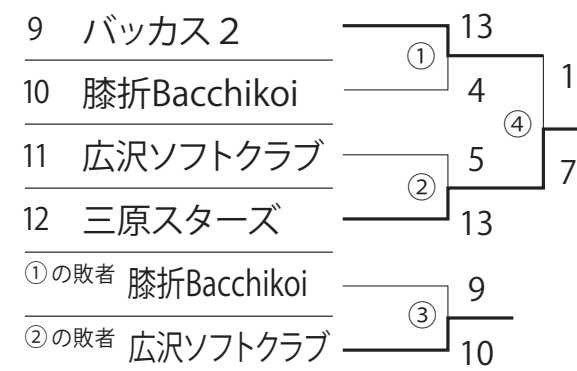 9 バッカス２ 13
① 1
10 膝折Bacchikoi 4
④
11 広沢ソフトクラブ 5
② 7
12 三原スターズ 13
①の敗者 膝折Bacchikoi 9
③
②の敗者 広沢ソフトクラブ 10